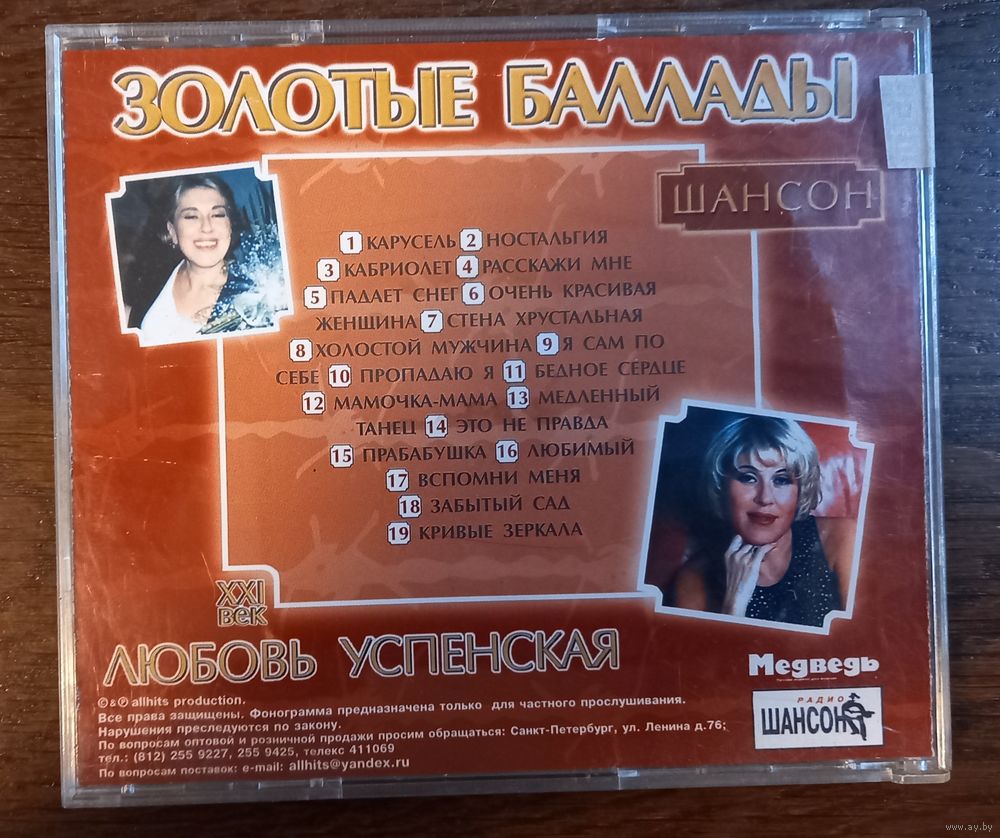 ЗОЛОТЫЕ БАЛЛАДЫ
ШАНСОН
1 КАРУСЕЛЬ 2 НОСТАЛЬГИЯ
3 КАБРИОЛЕТ 4 РАССКАЖИ МНЕ
5 ПАДАЕТ СНЕГ 6 ОЧЕНЬ КРАСИВАЯ
ЖЕНЩИНА 7 СТЕНА ХРУСТАЛЬНАЯ
8 ХОЛОСТОЙ МУЖЧИНА 9 Я САМ ПО
СЕБЕ 10 ПРОПАДАЮ Я 11 БЕДНОЕ СЕРДЦЕ
12 МАМОЧКА-МАМА 13 МЕДЛЕННЫЙ
ТАНЕЦ 14 ЭТО НЕ ПРАВДА
15 ПРАБАБУШКА 16 ЛЮБИМЫЙ
17 ВСПОМНИ МЕНЯ
18 ЗАБЫТЫЙ САД
19 КРИВЫЕ ЗЕРКАЛА
XXI
век
ЛЮБОВЬ УСПЕНСКАЯ
© & ℗ allhits production.
Все права защищены. Фонограмма предназначена только для частного прослушивания.
Нарушения преследуются по закону.
По вопросам оптовой и розничной продажи просим обращаться: Санкт-Петербург, ул. Ленина д.76;
тел.: (812) 255 9227, 255 9425, телекс 411069
По вопросам поставок: e-mail: allhits@yandex.ru
Медведь
РАДИО
ШАНСОН
www.ay.by